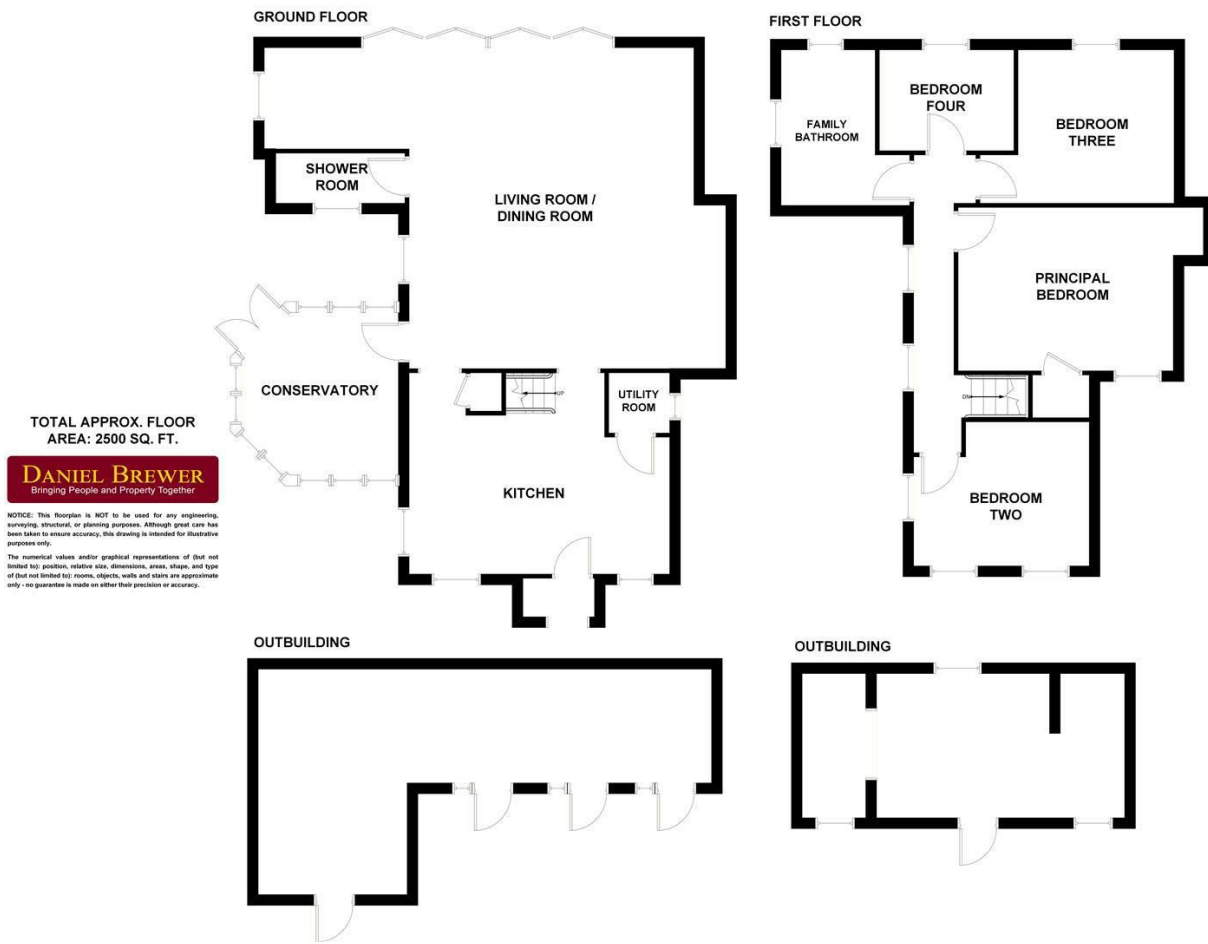 GROUND FLOOR
FIRST FLOOR
BEDROOM
FOUR
FAMILY
BATHROOM
BEDROOM
THREE
SHOWER
ROOM
LIVING ROOM /
DINING ROOM
PRINCIPAL
BEDROOM
CONSERVATORY
UP
UTILITY
ROOM
DN
TOTAL APPROX. FLOOR
AREA: 2500 SQ. FT.
DANIEL BREWER
Bringing People and Property Together
KITCHEN
BEDROOM
TWO
NOTICE: This floorplan is NOT to be used for any engineering,
surveying, structural, or planning purposes. Although great care has
been taken to ensure accuracy, this drawing is intended for illustrative
purposes only.
The numerical values and/or graphical representations of (but not
limited to): position, relative size, dimensions, areas, shape, and type
of (but not limited to): rooms, objects, walls and stairs are approximate
only - no guarantee is made on either their precision or accuracy.
OUTBUILDING
OUTBUILDING